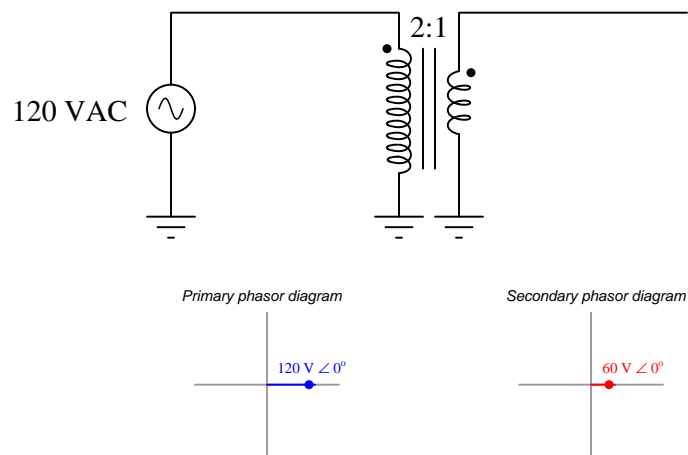 2:1
120 VAC
Primary phasor diagram
Secondary phasor diagram
120 V ∠ 0°
60 V ∠ 0°